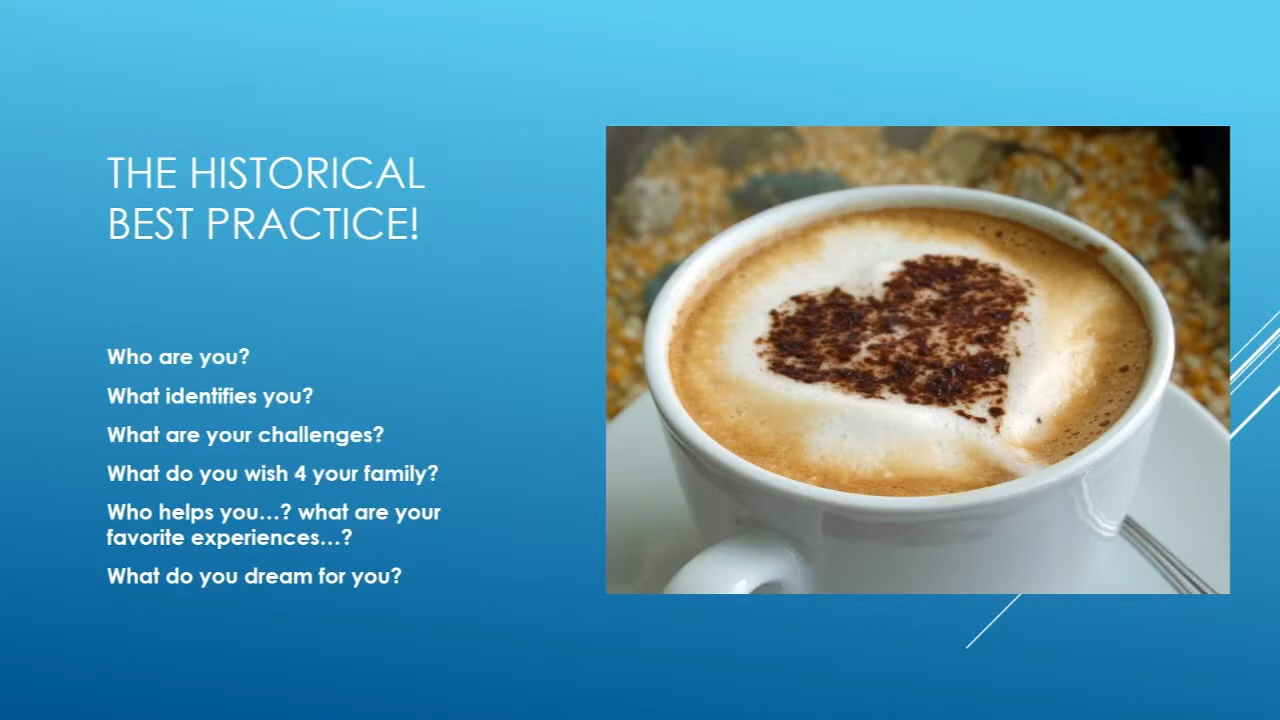 THE HISTORICAL
BEST PRACTICE!
Who are you?
What identifies you?
What are your challenges?
What do you wish 4 your family?
Who helps you...? what are your
favorite experiences...?
What do you dream for you?